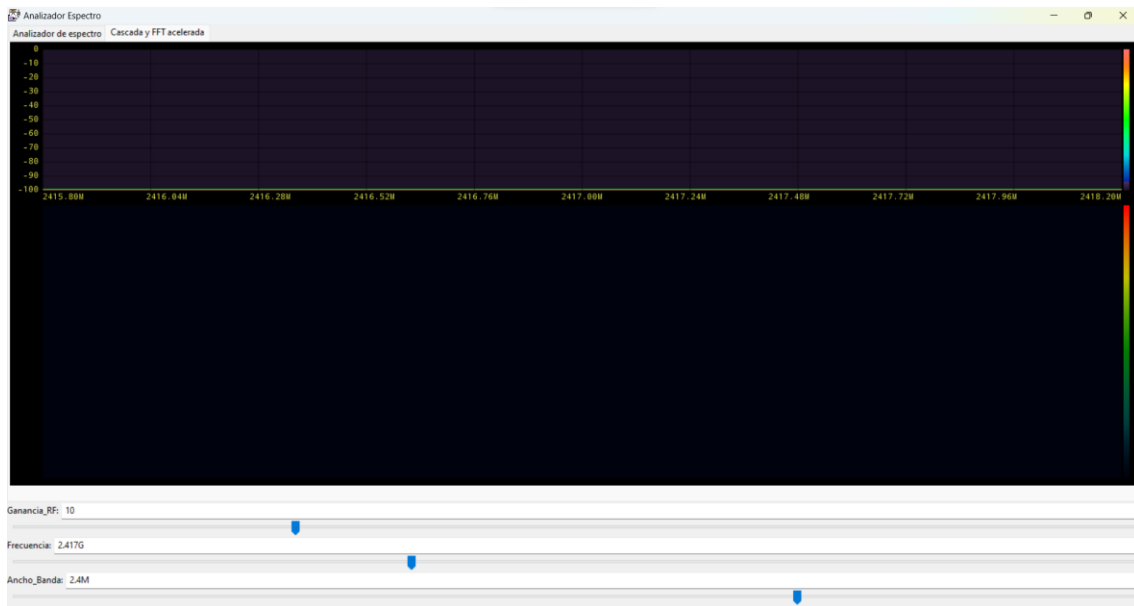 Analizador Espectro
Analizador de espectro Cascada y FFT acelerada
0
-10
-20
-30
-40
-50
-60
-70
-80
-90
-100
2415.80M 2416.04M 2416.28M 2416.52M 2416.76M 2417.00M 2417.24M 2417.48M 2417.72M 2417.96M 2418.20M
Ganancia_RF: 10
Frecuencia: 2.417G
Ancho_Banda: 2.4M